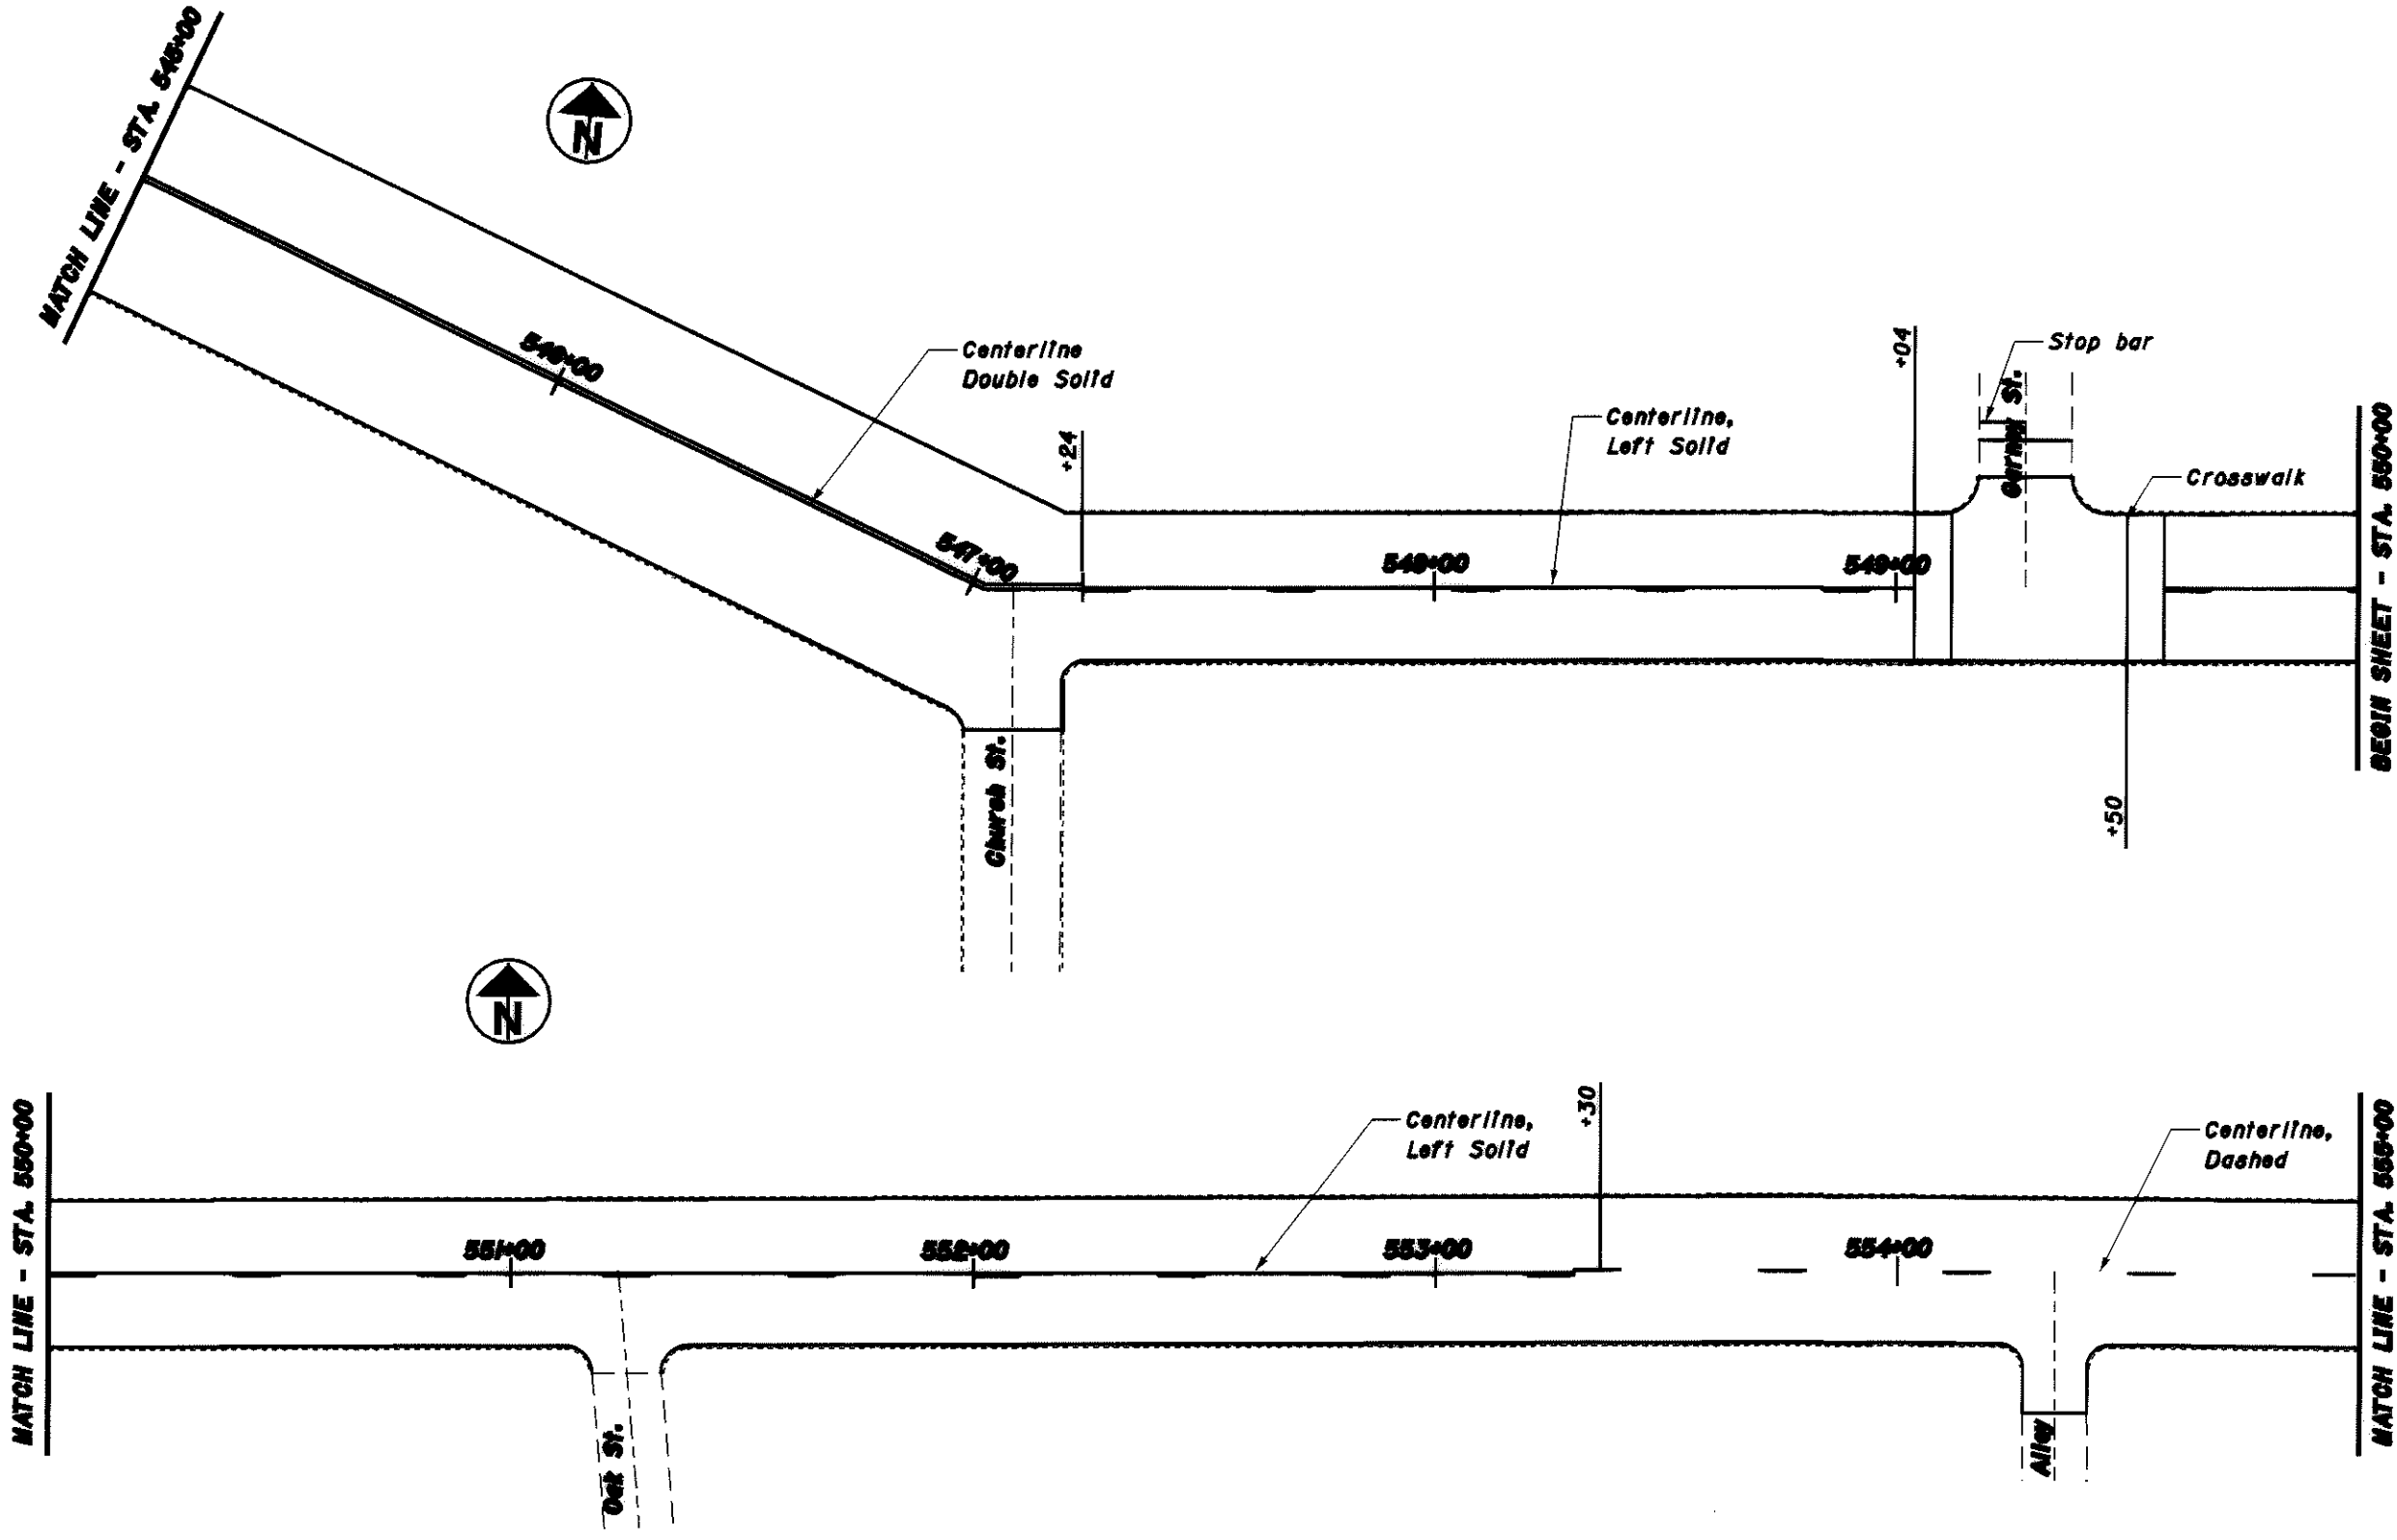 MATCH LINE - STA. 545+00
N
546+00
Centerline
Double Solid
547+00
+24
548+00
Centerline,
Left Solid
549+00
+04
Stop bar
St.
Crosswalk
+50
BEGIN SHEET - STA. 550+00
Church St.
N
MATCH LINE - STA. 550+00
551+00
552+00
Centerline,
Left Solid
553+00
+30
554+00
Centerline,
Dashed
MATCH LINE - STA. 555+00
Oak St.
Alley